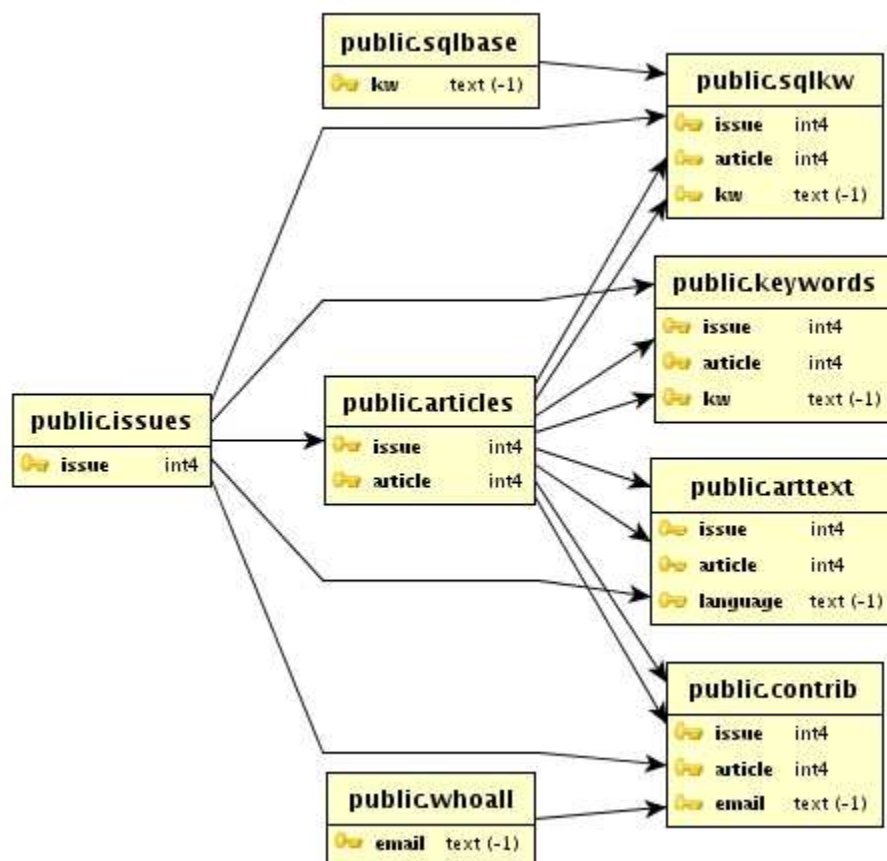 public.sqlbase
kw text (-1)
public.sqlkw
issue int4
article int4
kw text (-1)
public.keywords
issue int4
article int4
kw text (-1)
public.issues
issue int4
public.articles
issue int4
article int4
public.arttext
issue int4
article int4
language text (-1)
public.contrib
issue int4
article int4
email text (-1)
public.whoall
email text (-1)